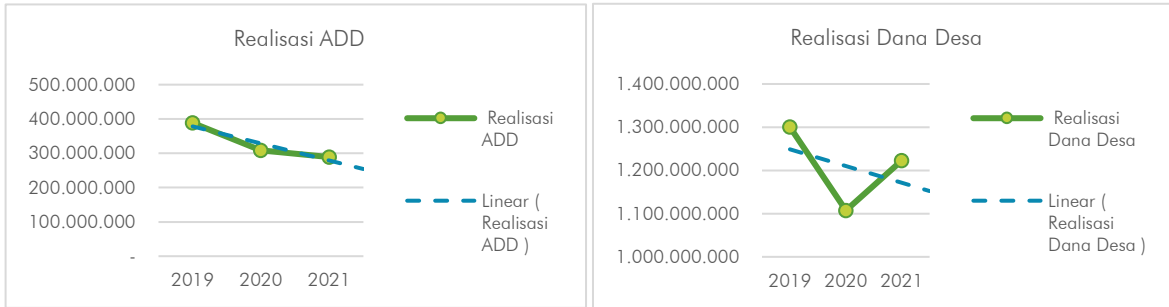 Realisasi ADD
500.000.000
400.000.000
300.000.000
200.000.000
100.000.000
-
2019 2020 2021
Realisasi
ADD
Linear (
Realisasi
ADD )
Realisasi Dana Desa
1.400.000.000
1.300.000.000
1.200.000.000
1.100.000.000
1.000.000.000
2019 2020 2021
Realisasi
Dana Desa
Linear (
Realisasi
Dana Desa )